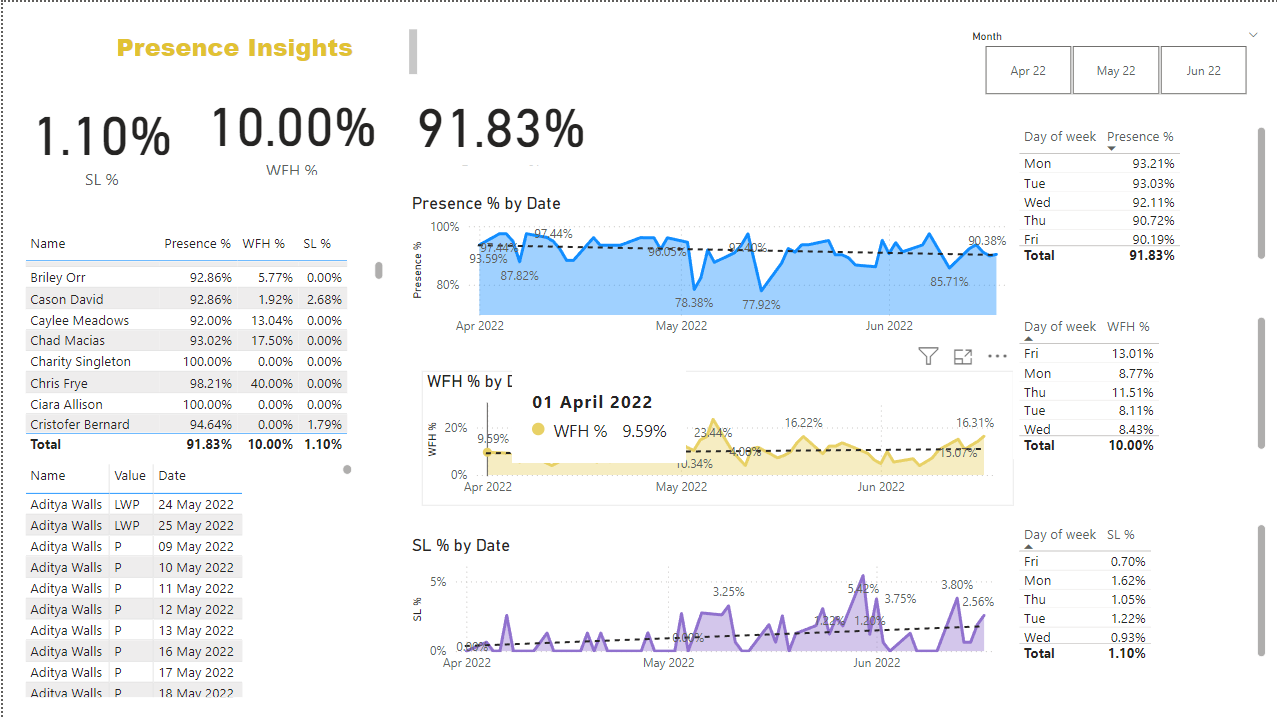 Presence Insights
Month
Apr 22 May 22 Jun 22
1.10%
SL %
10.00%
WFH %
91.83%
Day of week Presence %
Mon 93.21%
Tue 93.03%
Wed 92.11%
Thu 90.72%
Fri 90.19%
Total 91.83%
Presence % by Date
Presence %
100%
80%
93.59%
97.44%
87.82%
97.44%
96.05%
78.38%
97.40%
77.92%
85.71%
90.38%
Apr 2022 May 2022 Jun 2022
Name Presence % WFH % SL %
Briley Orr 92.86% 5.77% 0.00%
Cason David 92.86% 1.92% 2.68%
Caylee Meadows 92.00% 13.04% 0.00%
Chad Macias 93.02% 17.50% 0.00%
Charity Singleton 100.00% 0.00% 0.00%
Chris Frye 98.21% 40.00% 0.00%
Ciara Allison 100.00% 0.00% 0.00%
Cristofer Bernard 94.64% 0.00% 1.79%
Total 91.83% 10.00% 1.10%
Day of week WFH %
Fri 13.01%
Mon 8.77%
Thu 11.51%
Tue 8.11%
Wed 8.43%
Total 10.00%
WFH % by
01 April 2022
WFH % 9.59%
WFH %
20%
0%
9.59%
10.34%
23.44%
4.08%
16.22%
15.07%
16.31%
Apr 2022 May 2022 Jun 2022
Name Value Date
Aditya Walls LWP 24 May 2022
Aditya Walls LWP 25 May 2022
Aditya Walls P 09 May 2022
Aditya Walls P 10 May 2022
Aditya Walls P 11 May 2022
Aditya Walls P 12 May 2022
Aditya Walls P 13 May 2022
Aditya Walls P 16 May 2022
Aditya Walls P 17 May 2022
Aditya Walls P 18 May 2022
SL % by Date
SL %
5%
0%
0.00%
0.00%
3.25%
1.22%
5.42%
1.20%
3.75%
3.80%
2.56%
Apr 2022 May 2022 Jun 2022
Day of week SL %
Fri 0.70%
Mon 1.62%
Thu 1.05%
Tue 1.22%
Wed 0.93%
Total 1.10%